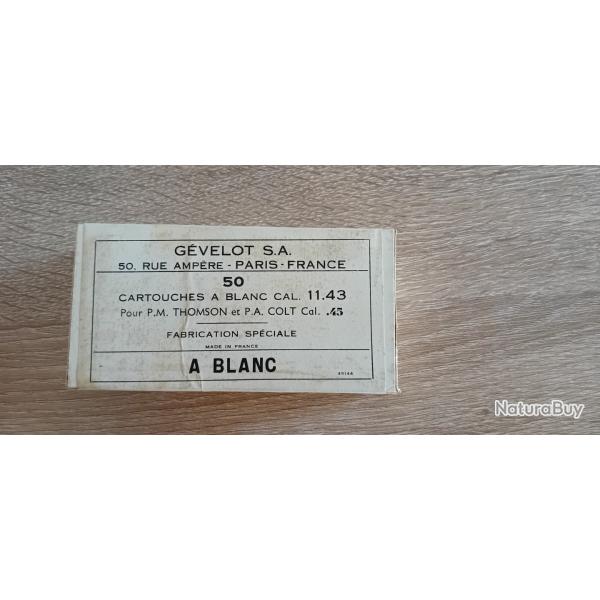 GÉVELOT S.A.
50, RUE AMPÈRE - PARIS - FRANCE
50
CARTOUCHES A BLANC CAL. 11.43
Pour P.M. THOMSON et P.A. COLT Cal. .45
FABRICATION SPÉCIALE
MADE IN FRANCE
A BLANC
NaturaBuy